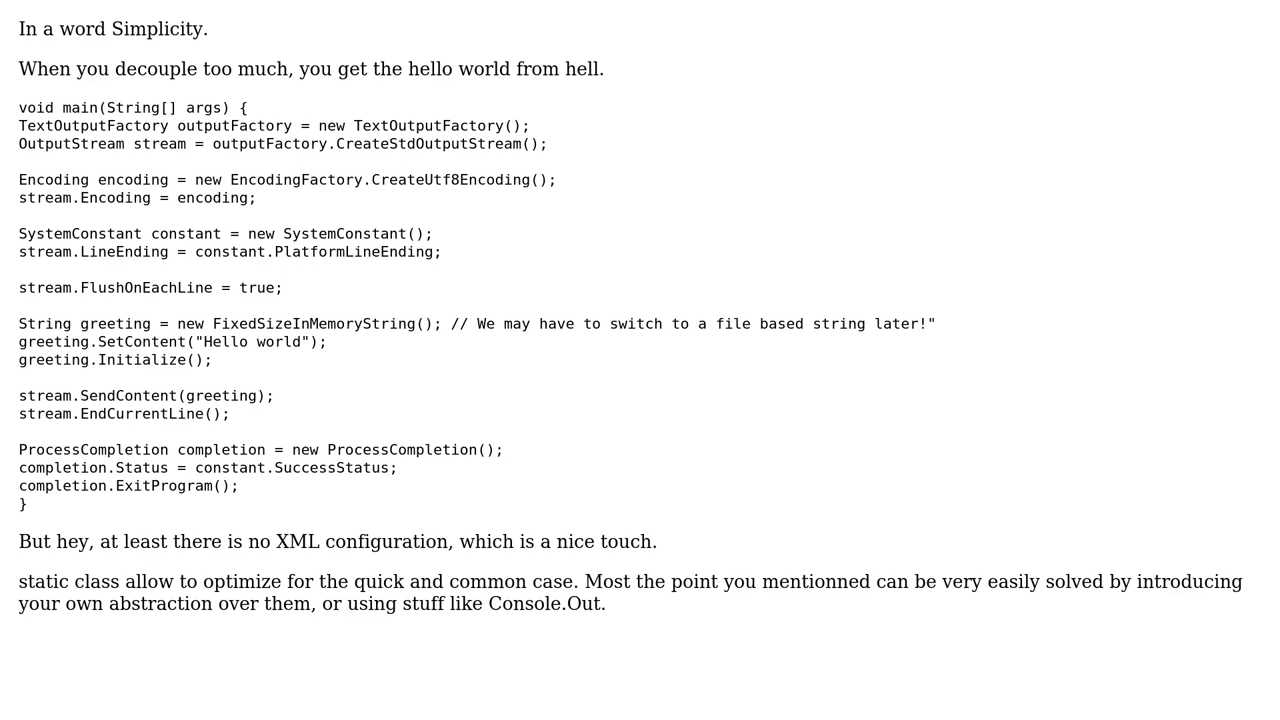 In a word Simplicity.
When you decouple too much, you get the hello world from hell.
void main(String[] args) {
TextOutputFactory outputFactory = new TextOutputFactory();
OutputStream stream = outputFactory.CreateStdOutputStream();
Encoding encoding = new EncodingFactory.CreateUtf8Encoding();
stream.Encoding = encoding;
SystemConstant constant = new SystemConstant();
stream.LineEnding = constant.PlatformLineEnding;
stream.FlushOnEachLine = true;
String greeting = new FixedSizeInMemoryString(); // We may have to switch to a file based string later!"
greeting.SetContent("Hello world");
greeting.Initialize();
stream.SendContent(greeting);
stream.EndCurrentLine();
ProcessCompletion completion = new ProcessCompletion();
completion.Status = constant.SuccessStatus;
completion.ExitProgram();
}
But hey, at least there is no XML configuration, which is a nice touch.
static class allow to optimize for the quick and common case. Most the point you mentionned can be very easily solved by introducing
your own abstraction over them, or using stuff like Console.Out.